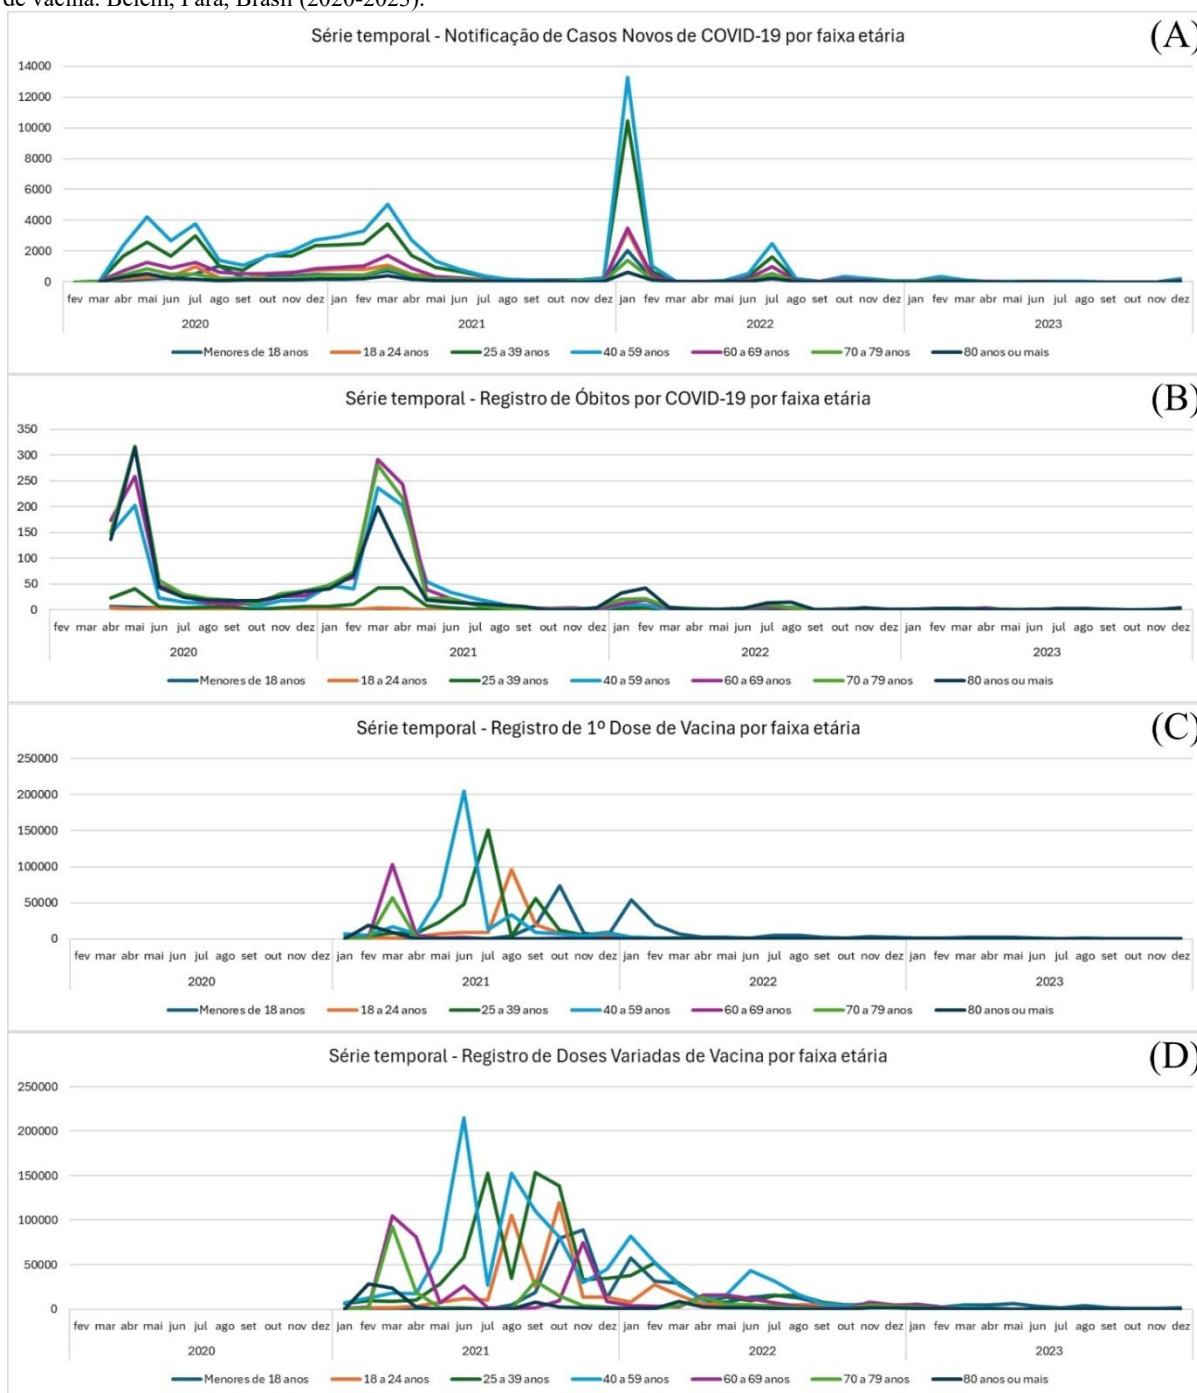 de vacina. Belém, Pará, Brasil (2020-2023).
Série temporal - Notificação de Casos Novos de COVID-19 por faixa etária
(A)
14000
12000
10000
8000
6000
4000
2000
0
fev mar abr mai jun jul ago set out nov dez jan fev mar abr mai jun jul ago set out nov dez jan fev mar abr mai jun jul ago set out nov dez jan fev mar abr mai jun jul ago set out nov dez
2020 2021 2022 2023
Menores de 18 anos 18 a 24 anos 25 a 39 anos 40 a 59 anos 60 a 69 anos 70 a 79 anos 80 anos ou mais
Série temporal - Registro de Óbitos por COVID-19 por faixa etária
(B)
350
300
250
200
150
100
50
0
fev mar abr mai jun jul ago set out nov dez jan fev mar abr mai jun jul ago set out nov dez jan fev mar abr mai jun jul ago set out nov dez jan fev mar abr mai jun jul ago set out nov dez
2020 2021 2022 2023
Menores de 18 anos 18 a 24 anos 25 a 39 anos 40 a 59 anos 60 a 69 anos 70 a 79 anos 80 anos ou mais
Série temporal - Registro de 1º Dose de Vacina por faixa etária
(C)
250000
200000
150000
100000
50000
0
fev mar abr mai jun jul ago set out nov dez jan fev mar abr mai jun jul ago set out nov dez jan fev mar abr mai jun jul ago set out nov dez jan fev mar abr mai jun jul ago set out nov dez
2020 2021 2022 2023
Menores de 18 anos 18 a 24 anos 25 a 39 anos 40 a 59 anos 60 a 69 anos 70 a 79 anos 80 anos ou mais
Série temporal - Registro de Doses Variadas de Vacina por faixa etária
(D)
250000
200000
150000
100000
50000
0
fev mar abr mai jun jul ago set out nov dez jan fev mar abr mai jun jul ago set out nov dez jan fev mar abr mai jun jul ago set out nov dez jan fev mar abr mai jun jul ago set out nov dez
2020 2021 2022 2023
Menores de 18 anos 18 a 24 anos 25 a 39 anos 40 a 59 anos 60 a 69 anos 70 a 79 anos 80 anos ou mais